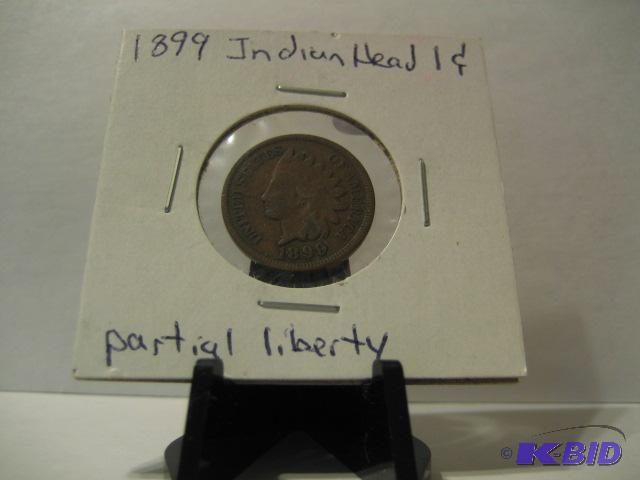 1899 Indian Head 1¢
UNITED STATES OF AMERICA
1899
partial liberty
© K-BID